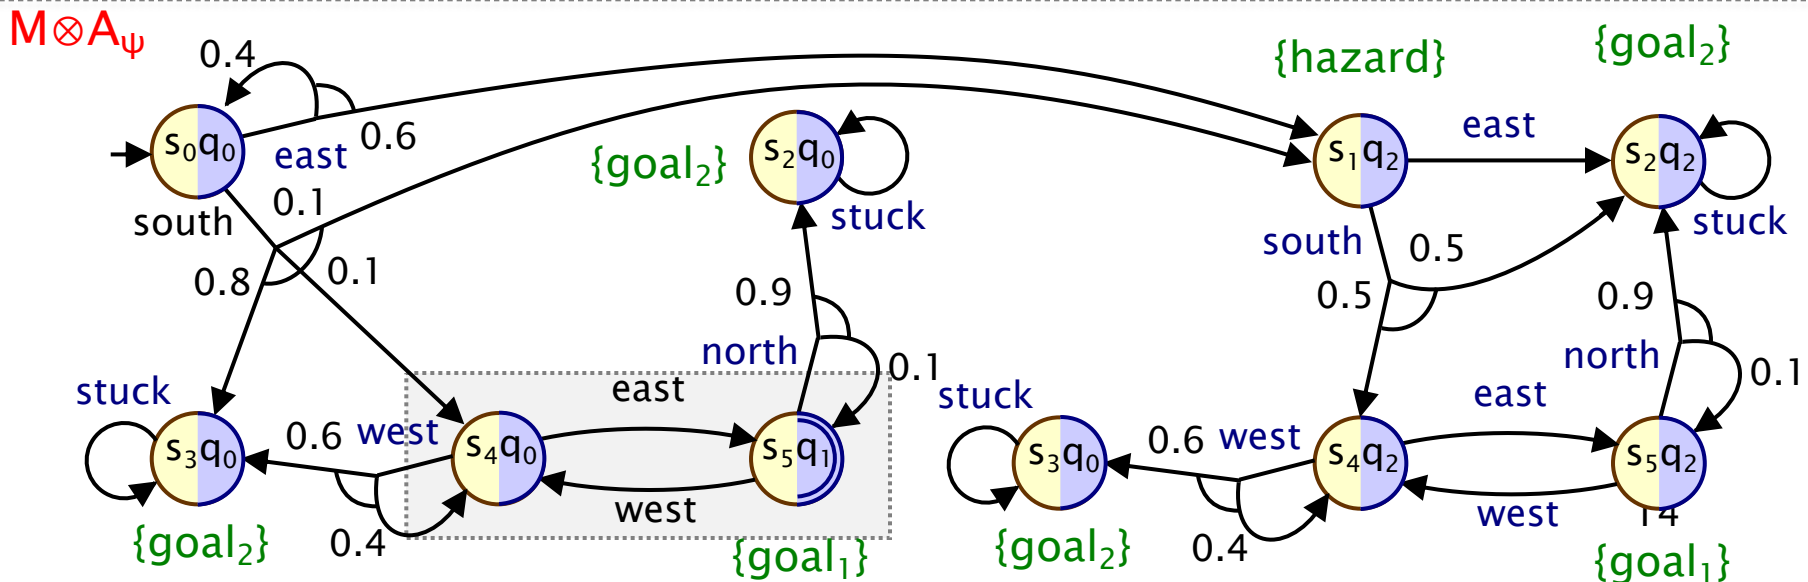 M⊗Aψ
0.4
{hazard}
{goal₂}
s₀q₀
0.6
east
{goal₂}
s₂q₀
s₁q₂
east
s₂q₂
south
0.1
stuck
stuck
0.8
0.1
south
0.5
0.9
0.5
0.9
north
0.1
north
0.1
stuck
east
stuck
east
0.6
west
0.6
west
s₃q₀
s₄q₀
s₅q₁
s₃q₀
s₄q₂
s₅q₂
west
west
14
{goal₂}
0.4
{goal₁}
{goal₂}
0.4
{goal₁}